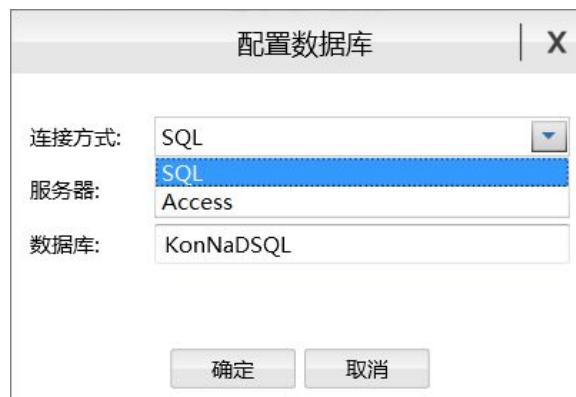 配置数据库
X
连接方式: SQL
SQL
服务器:
Access
数据库: KonNaDSQL
确定 取消